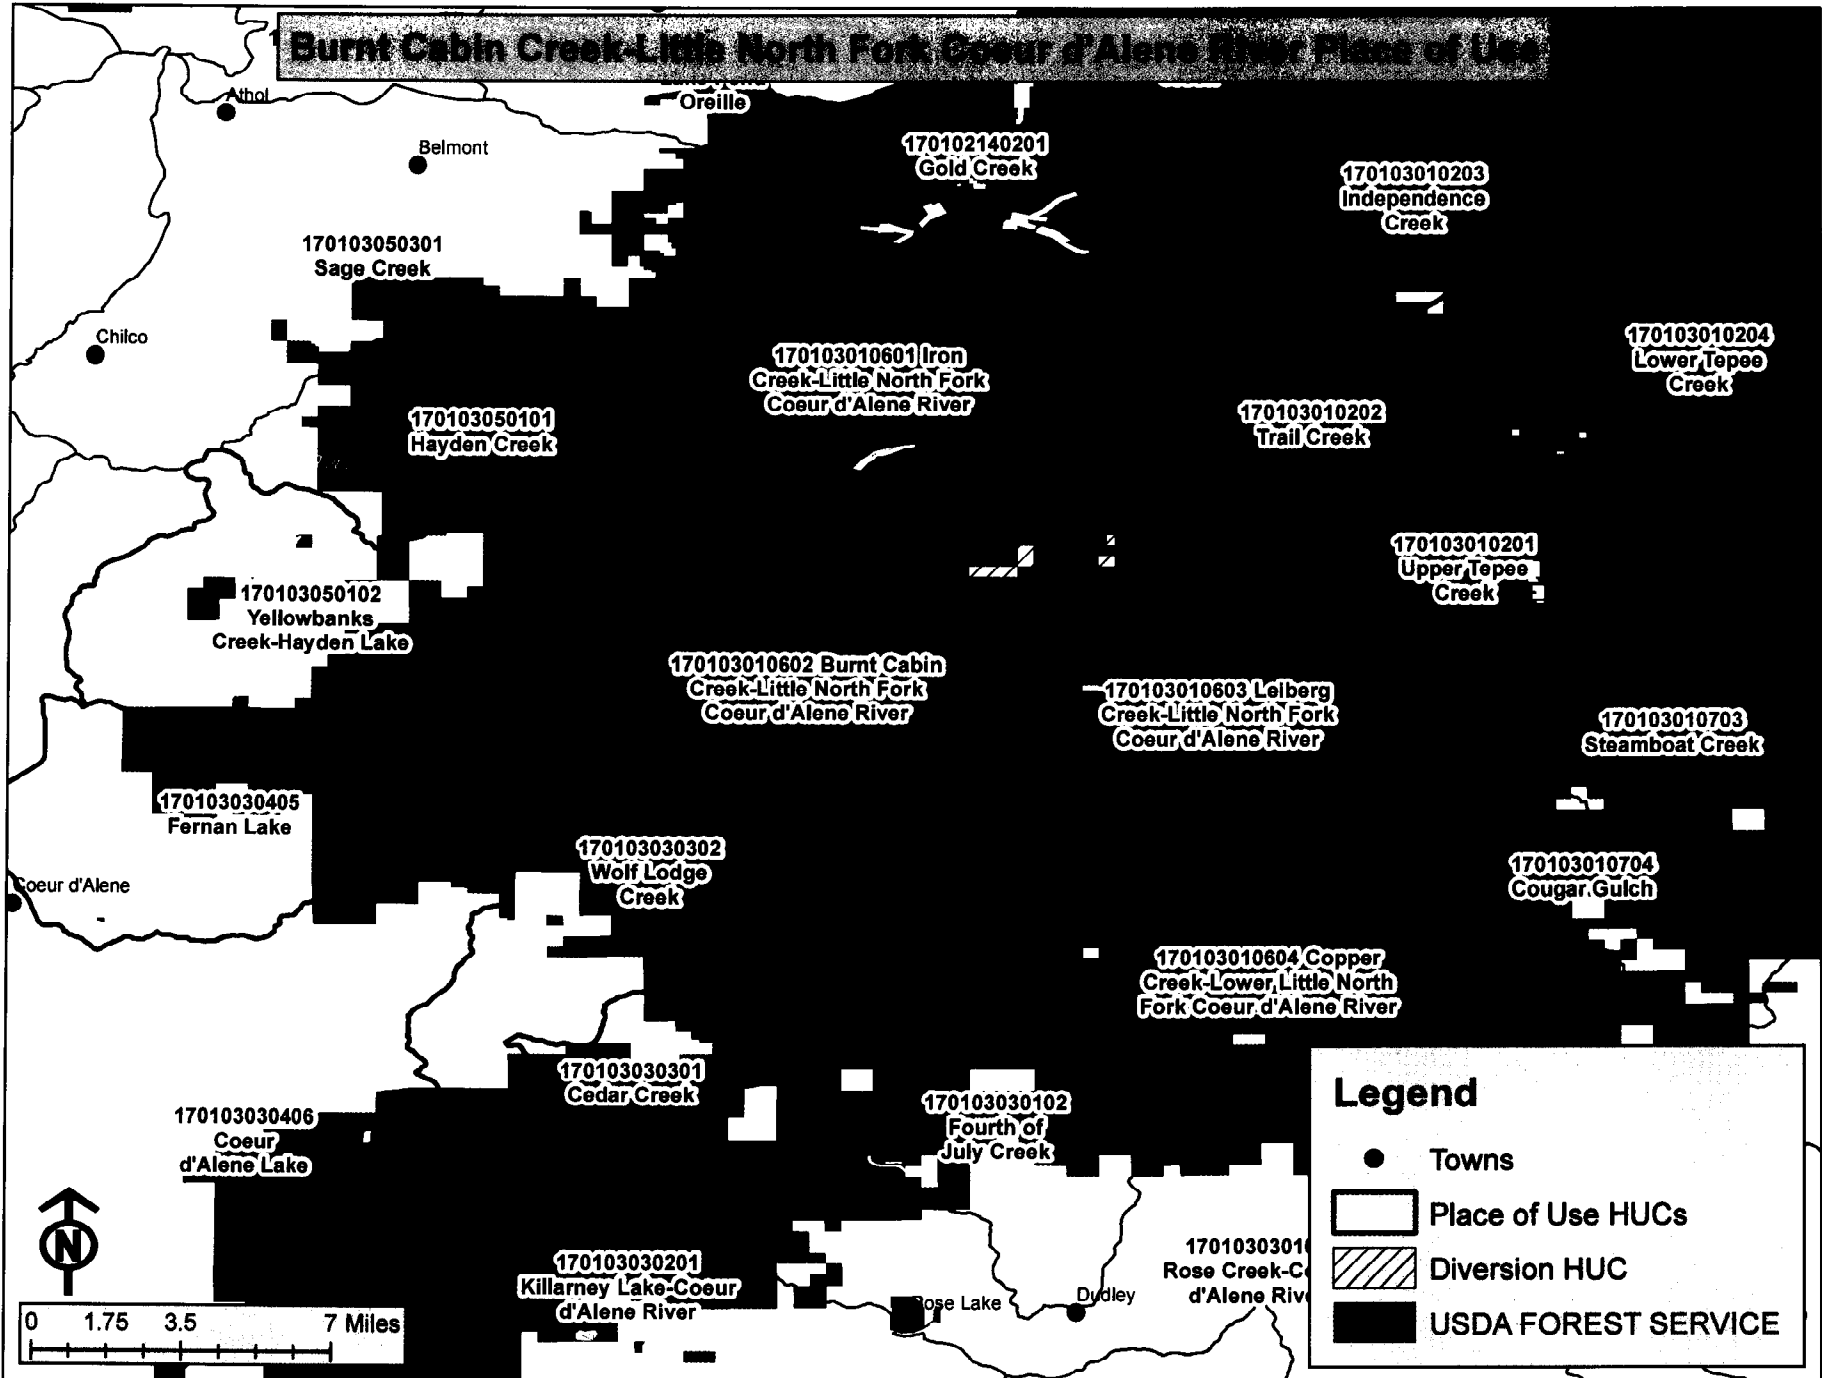 Burnt Cabin Creek-Little North Fork Coeur d'Alene River Place of Use
Athol
Oreille
Belmont
170102140201
Gold Creek
170103010203
Independence
Creek
170103050301
Sage Creek
Chilco
170103010204
Lower Tepee
Creek
170103010601 Iron
Creek-Little North Fork
Coeur d'Alene River
170103050101
Hayden Creek
170103010202
Trail Creek
170103010201
Upper Tepee
Creek
170103050102
Yellowbanks
Creek-Hayden Lake
170103010602 Burnt Cabin
Creek-Little North Fork
Coeur d'Alene River
170103010603 Leiberg
Creek-Little North Fork
Coeur d'Alene River
170103010703
Steamboat Creek
170103030405
Fernan Lake
170103030302
Wolf Lodge
Creek
170103010704
Cougar Gulch
Coeur d'Alene
170103010604 Copper
Creek-Lower Little North
Fork Coeur d'Alene River
170103030301
Cedar Creek
170103030102
Fourth of
July Creek
170103030406
Coeur
d'Alene Lake
17010303010
Rose Creek-Co
d'Alene Rive
170103030201
Killarney Lake-Coeur
d'Alene River
Rose Lake
Dudley
N
0 1.75 3.5 7 Miles
Legend
Towns
Place of Use HUCs
Diversion HUC
USDA FOREST SERVICE